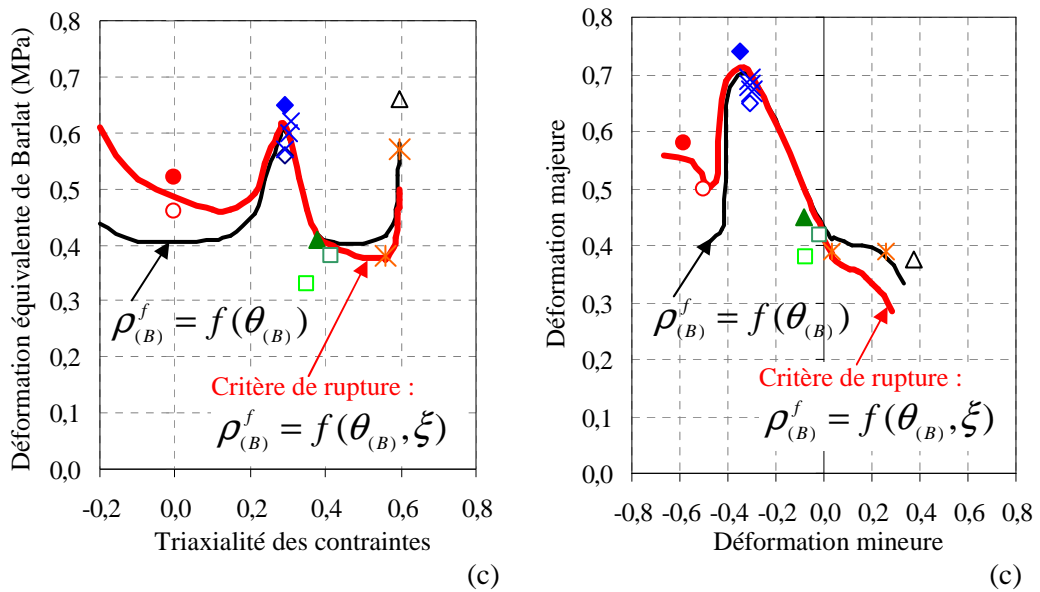 Déformation équivalente de Barlat (MPa)
0,8
0,7
0,6
0,5
0,4
0,3
0,2
0,1
0,0
-0,2 0,0 0,2 0,4 0,6 0,8
Triaxialité des contraintes
ρ^f_(B) = f(θ_(B))
Critère de rupture :
ρ^f_(B) = f(θ_(B), ξ)
(c)
Déformation majeure
0,8
0,7
0,6
0,5
0,4
0,3
0,2
0,1
0,0
-0,8 -0,6 -0,4 -0,2 0,0 0,2 0,4 0,6 0,8
Déformation mineure
ρ^f_(B) = f(θ_(B))
Critère de rupture :
ρ^f_(B) = f(θ_(B), ξ)
(c)